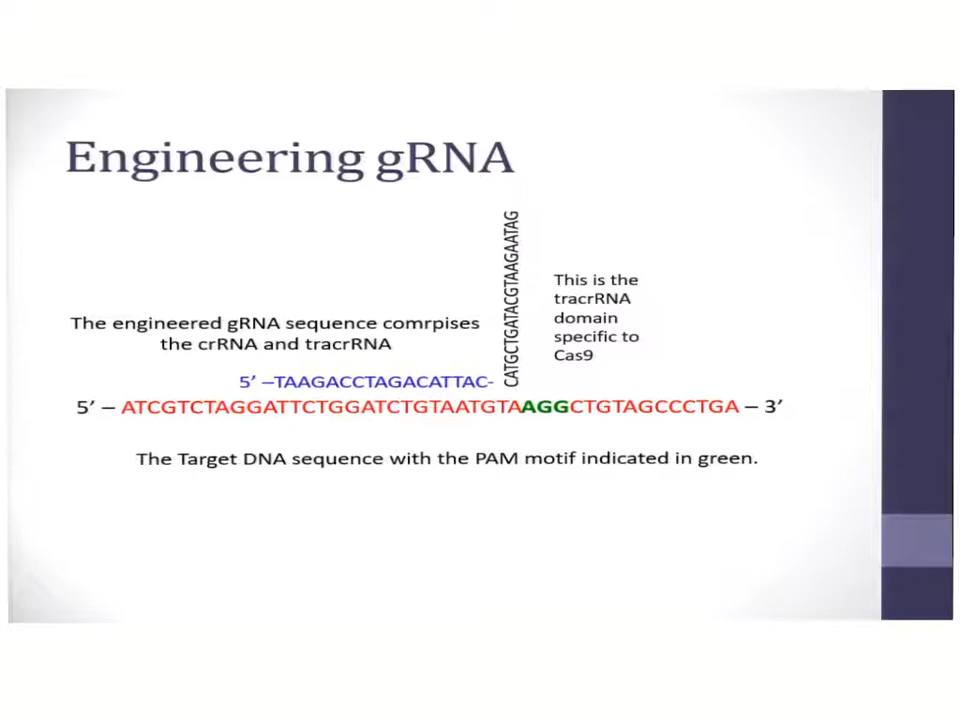 Engineering gRNA
CATGCTGATACGTAAGAATAG
This is the
tracrRNA
domain
specific to
Cas9
The engineered gRNA sequence comrpises
the crRNA and tracrRNA
5’ –TAAGACCTAGACATTAC-
5’ – ATCGTCTAGGATTCTGGATCTGTAATGTAAGGCTGTAGCCCTGA – 3’
The Target DNA sequence with the PAM motif indicated in green.